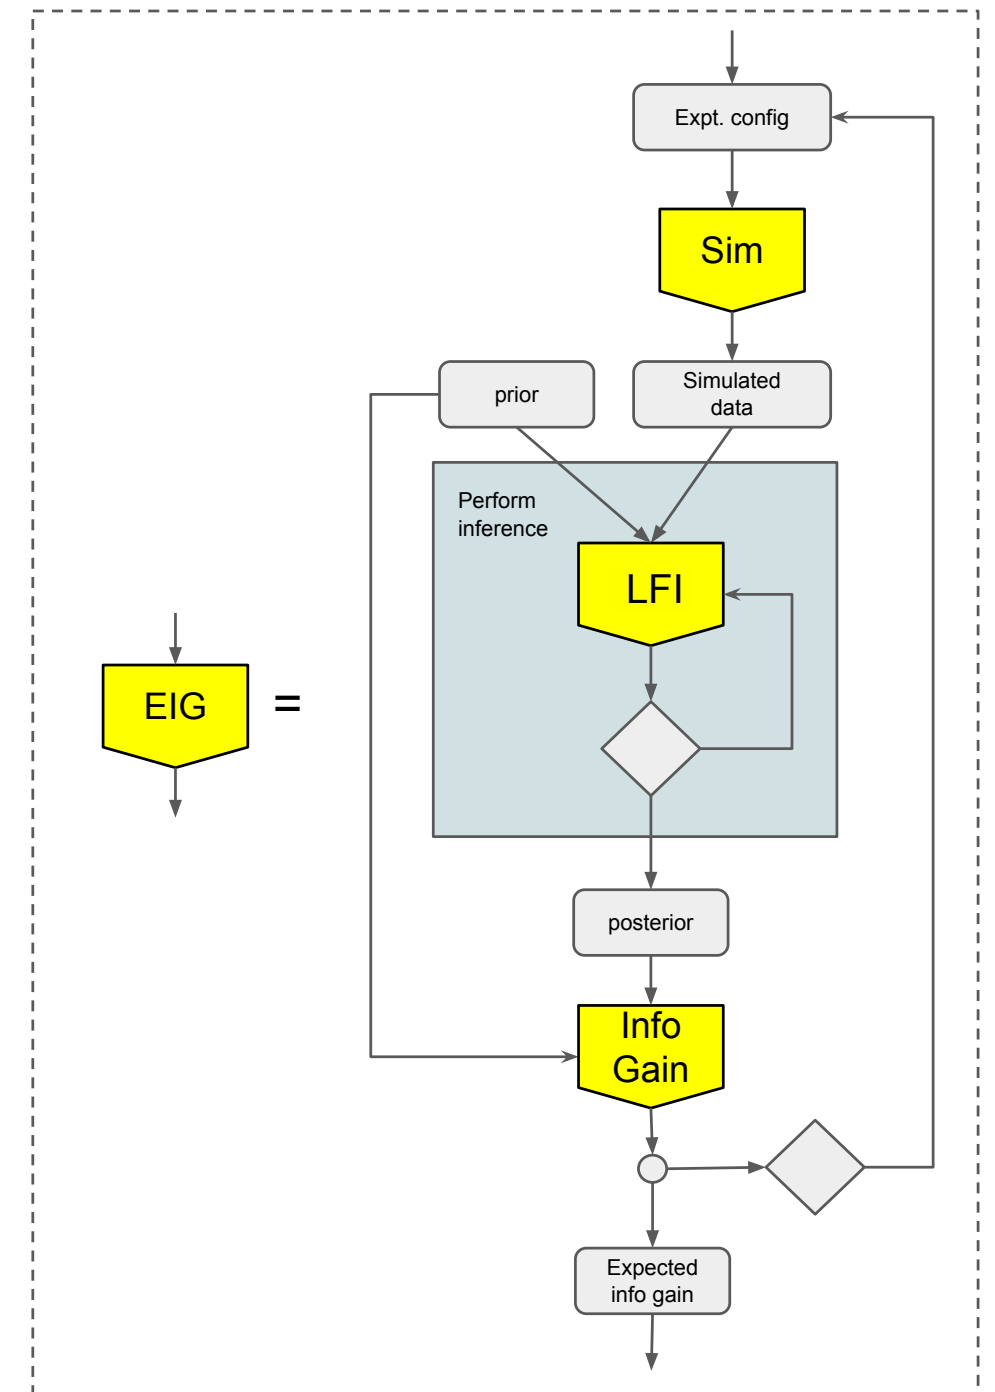 Expt. config
Sim
prior
Simulated
data
Perform
inference
LFI
EIG
=
posterior
Info
Gain
Expected
info gain